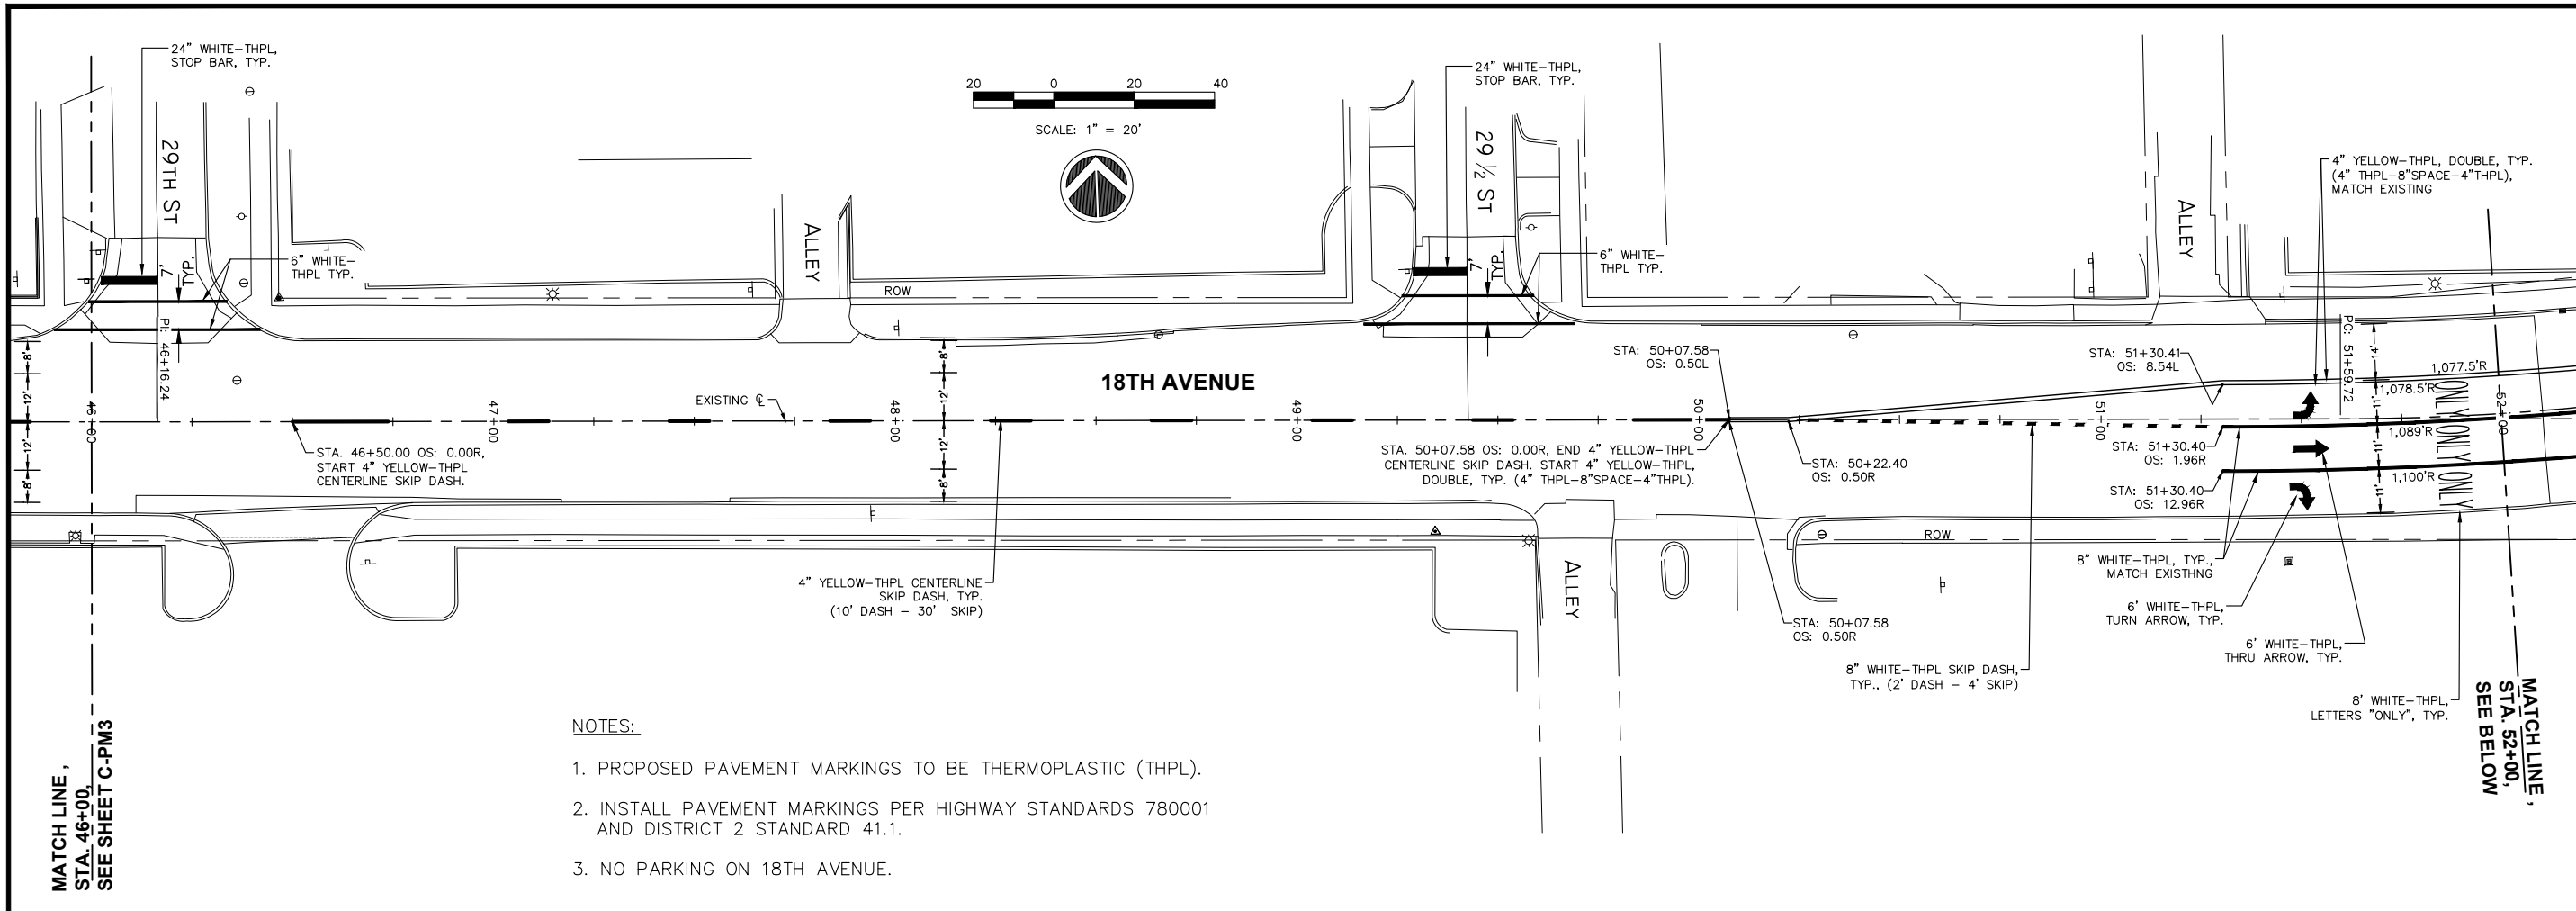 24" WHITE-THPL,
STOP BAR, TYP.
29TH ST
7'
TYP.
6" WHITE-
THPL TYP.
PI: 46+16.24
8'
12'
12'
8'
46+00
MATCH LINE ,
STA. 46+00,
SEE SHEET C-PM3
STA. 46+50.00 OS: 0.00R,
START 4" YELLOW-THPL
CENTERLINE SKIP DASH.
47+00
EXISTING ℄
ALLEY
ROW
48+00
8'
12'
12'
8'
20 0 20 40
SCALE: 1" = 20'
18TH AVENUE
4" YELLOW-THPL CENTERLINE
SKIP DASH, TYP.
(10' DASH - 30' SKIP)
49+00
24" WHITE-THPL,
STOP BAR, TYP.
29 ½ ST
7'
TYP.
6" WHITE-
THPL TYP.
STA: 50+07.58
OS: 0.50L
50+00
STA. 50+07.58 OS: 0.00R, END 4" YELLOW-THPL
CENTERLINE SKIP DASH. START 4" YELLOW-THPL,
DOUBLE, TYP. (4" THPL-8"SPACE-4"THPL).
STA: 50+22.40
OS: 0.50R
ALLEY
STA: 50+07.58
OS: 0.50R
ROW
8" WHITE-THPL SKIP DASH,
TYP., (2' DASH - 4' SKIP)
51+00
ALLEY
4" YELLOW-THPL, DOUBLE, TYP.
(4" THPL-8"SPACE-4"THPL),
MATCH EXISTING
STA: 51+30.41
OS: 8.54L
PC: 51+59.72
14'
11'
11'
11'
1,077.5'R
1,078.5'R
1,089'R
1,100'R
ONLY
ONLY
ONLY
52+00
STA: 51+30.40
OS: 1.96R
STA: 51+30.40
OS: 12.96R
8" WHITE-THPL, TYP.,
MATCH EXISTHNG
6' WHITE-THPL,
TURN ARROW, TYP.
6' WHITE-THPL,
THRU ARROW, TYP.
8' WHITE-THPL,
LETTERS "ONLY", TYP.
MATCH LINE ,
STA. 52+00,
SEE BELOW
NOTES:
1. PROPOSED PAVEMENT MARKINGS TO BE THERMOPLASTIC (THPL).
2. INSTALL PAVEMENT MARKINGS PER HIGHWAY STANDARDS 780001
AND DISTRICT 2 STANDARD 41.1.
3. NO PARKING ON 18TH AVENUE.